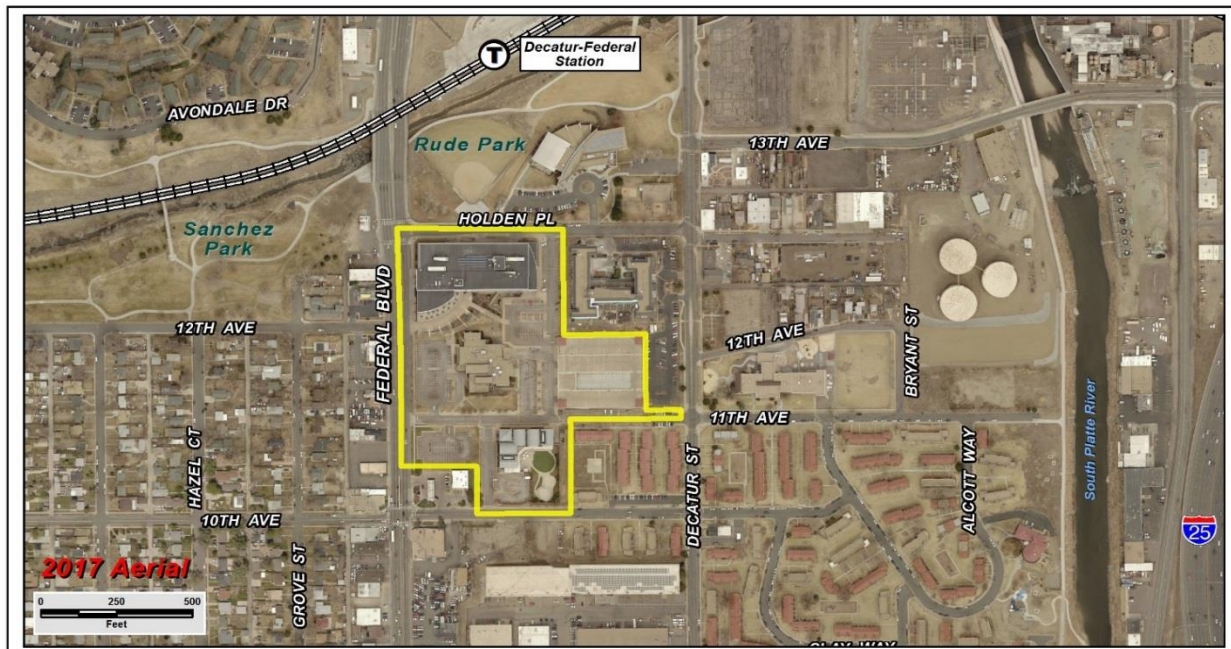 T
Decatur-Federal
Station
AVONDALE DR
Rude Park
13TH AVE
HOLDEN PL
Sanchez
Park
FEDERAL BLVD
12TH AVE
12TH AVE
BRYANT ST
11TH AVE
HAZEL CT
10TH AVE
GROVE ST
DECATUR ST
ALCOTT WAY
South Platte River
25
2017 Aerial
0 250 500
Feet